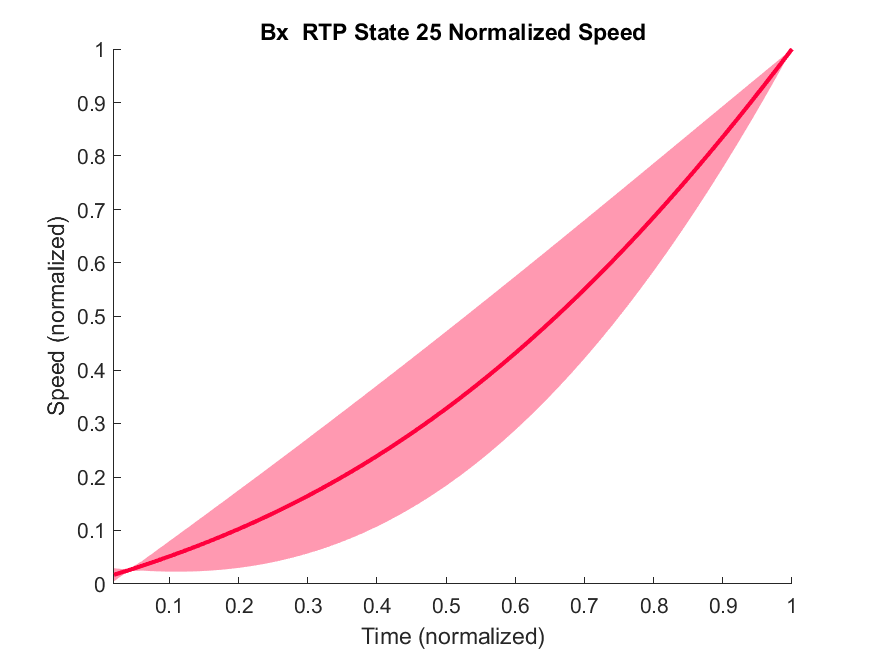 Bx  RTP State 25 Normalized Speed
1
0.9
0.8
0.7
0.6
0.5
0.4
0.3
0.2
0.1
0
Speed (normalized)
0.1 0.2 0.3 0.4 0.5 0.6 0.7 0.8 0.9 1
Time (normalized)